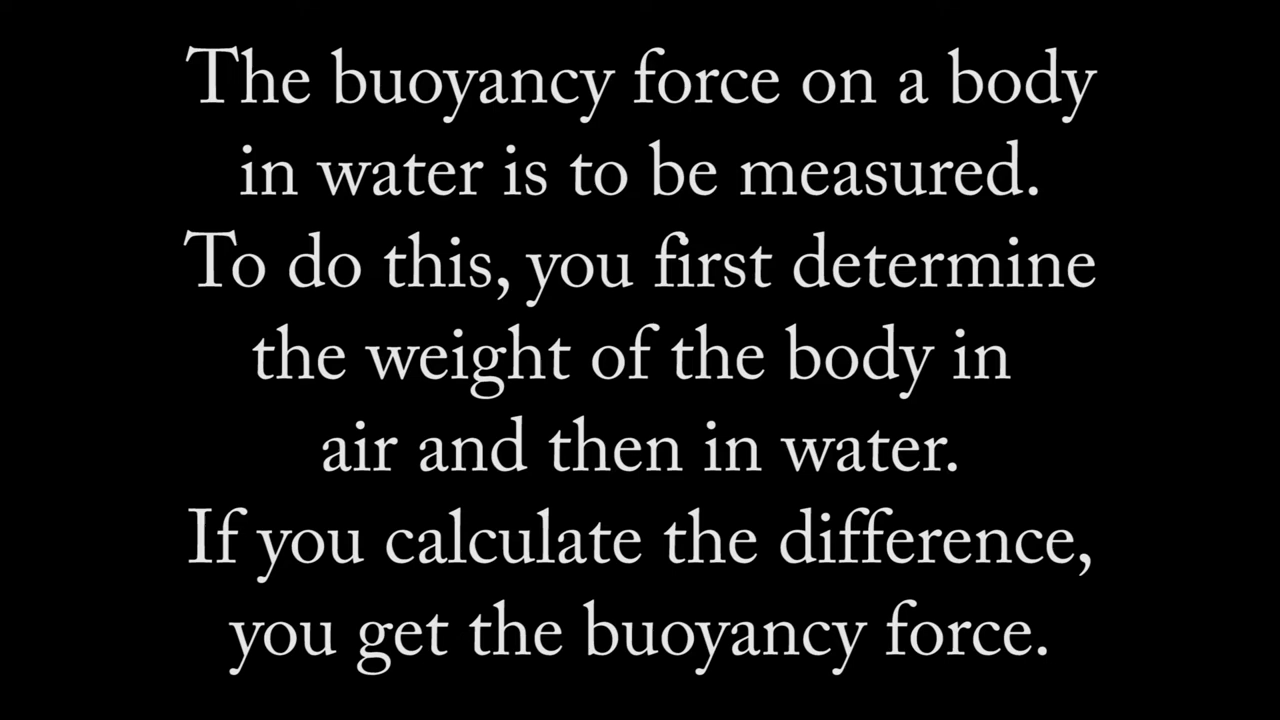 The buoyancy force on a body
in water is to be measured.
To do this, you first determine
the weight of the body in
air and then in water.
If you calculate the difference,
you get the buoyancy force.